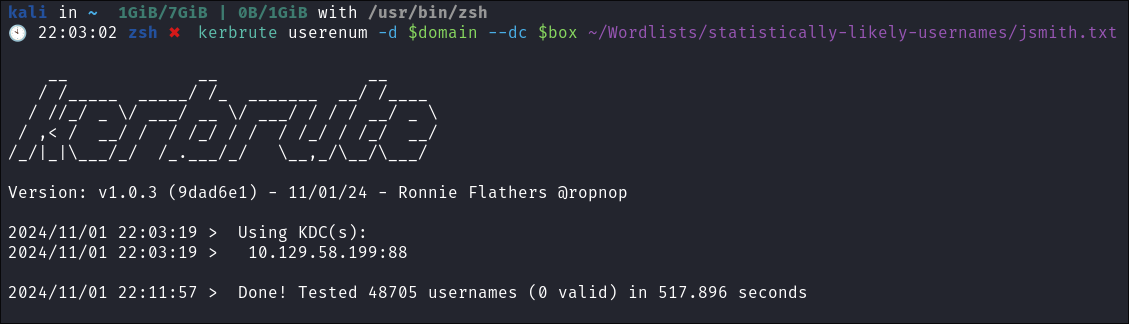 kali in ~  1GiB/7GiB | 0B/1GiB with /usr/bin/zsh
🕙 22:03:02 zsh ✖  kerbrute userenum -d $domain --dc $box ~/Wordlists/statistically-likely-usernames/jsmith.txt
    __             __               __
   / /_____  _____/ /_  _______  __/ /____
  / //_/ _ \/ ___/ __ \/ ___/ / / / __/ _ \
 / ,< /  __/ /  / /_/ / /  / /_/ / /_/  __/
/_/|_|\___/_/  /_.___/_/   \__,_/\__/\___/
Version: v1.0.3 (9dad6e1) - 11/01/24 - Ronnie Flathers @ropnop
2024/11/01 22:03:19 >  Using KDC(s):
2024/11/01 22:03:19 >   10.129.58.199:88
2024/11/01 22:11:57 >  Done! Tested 48705 usernames (0 valid) in 517.896 seconds